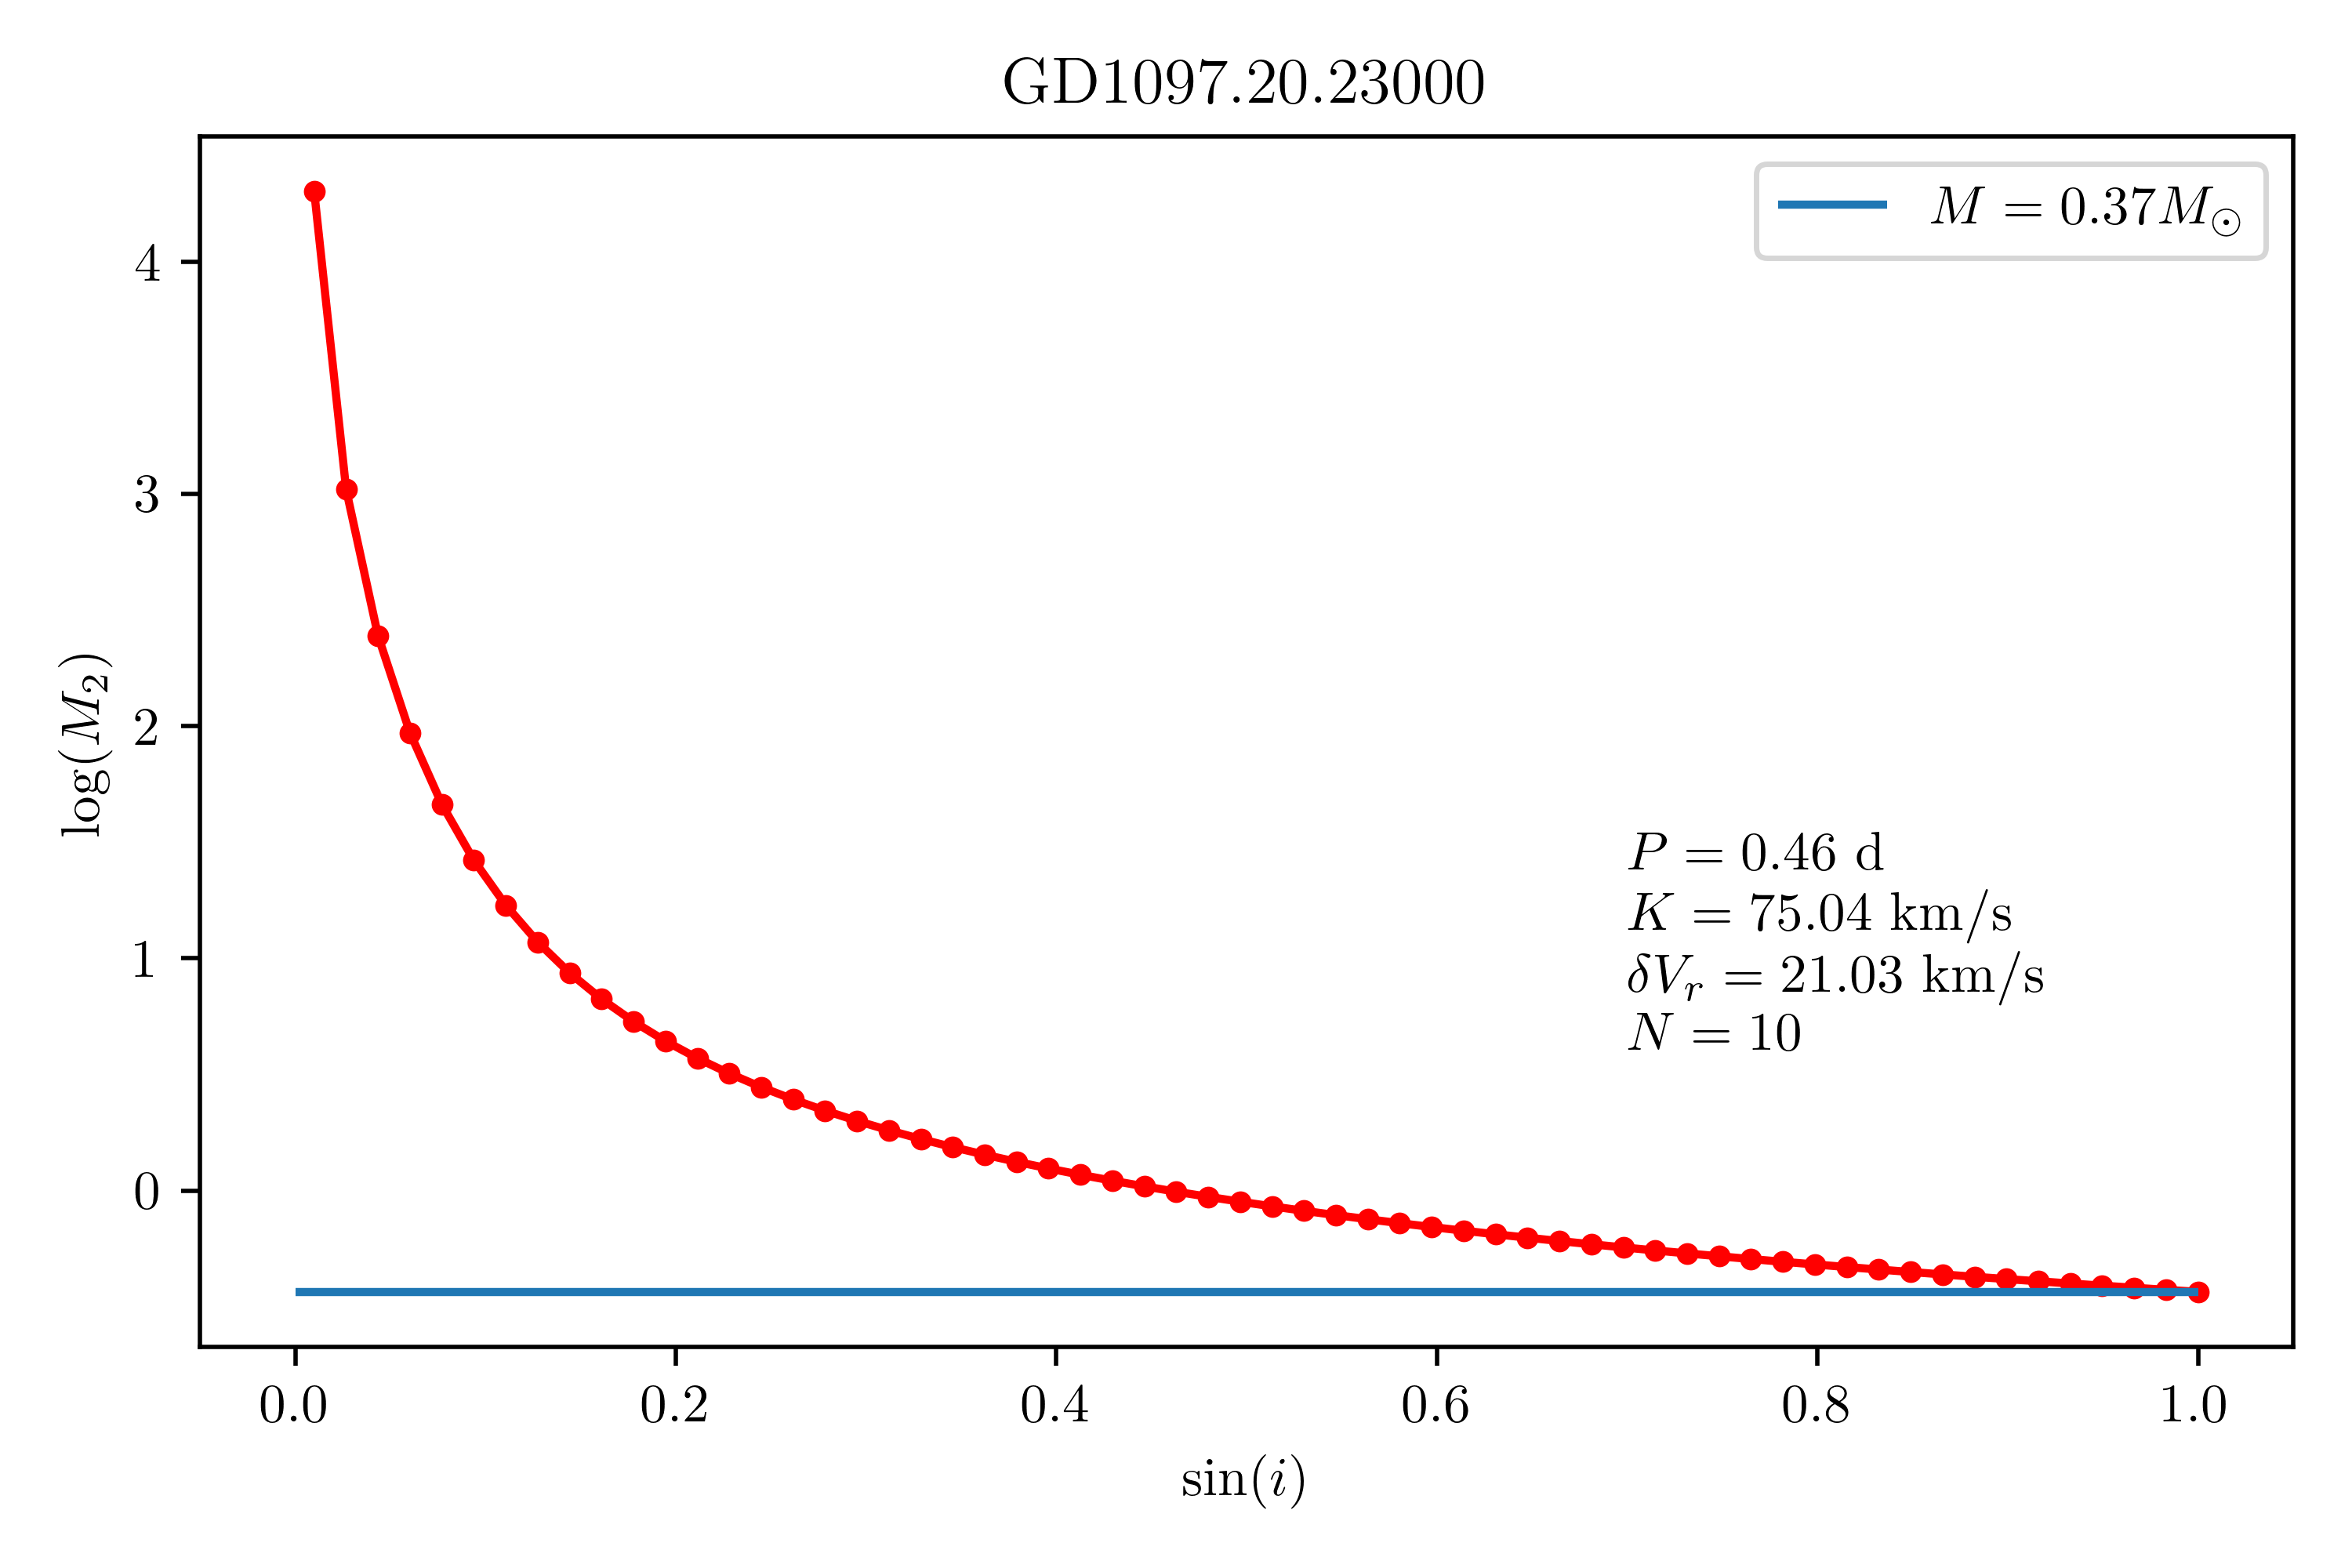 GD1097.20.23000
M = 0.37M⊙
4
3
2
1
0
log(M₂)
P = 0.46 d
K = 75.04 km/s
δVᵣ = 21.03 km/s
N = 10
0.0 0.2 0.4 0.6 0.8 1.0
sin(i)